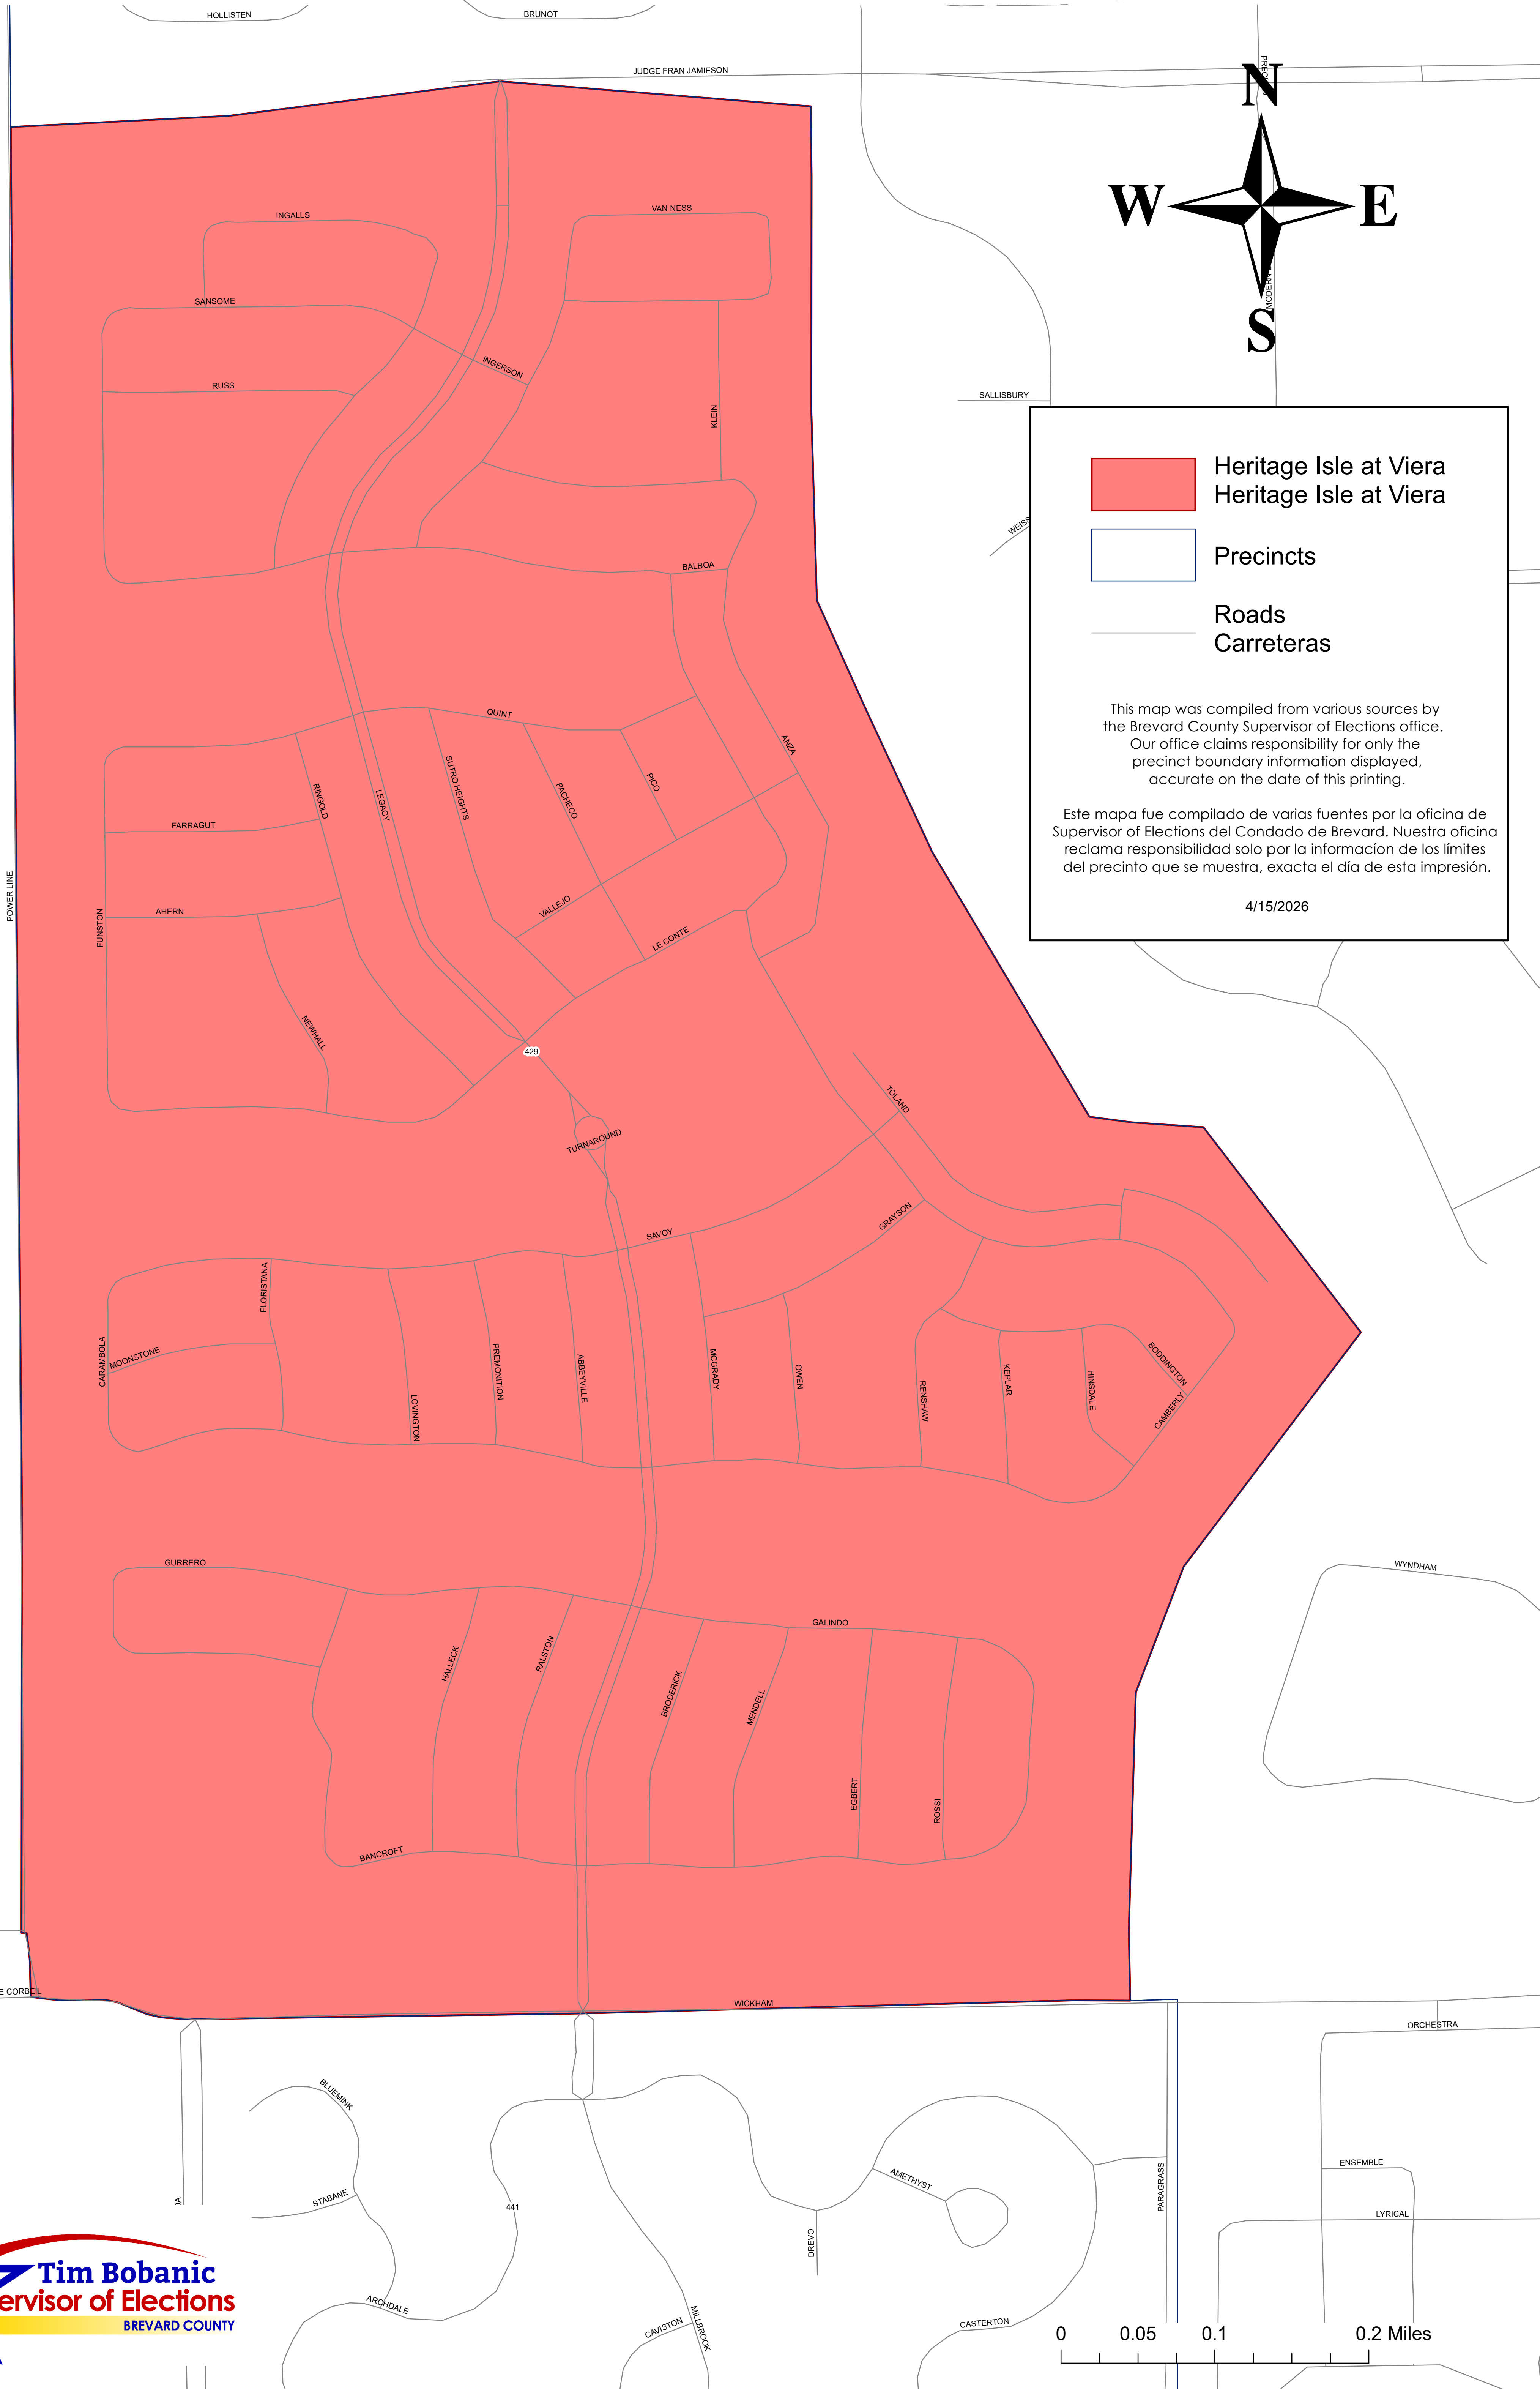 HOLLISTEN
BRUNOT
JUDGE FRAN JAMIESON
N
W
E
S
INGALLS
VAN NESS
SANSOME
INGERSON
RUSS
KLEIN
SALLISBURY
BALBOA
Heritage Isle at Viera
Heritage Isle at Viera
Precincts
Roads
Carreteras
This map was compiled from various sources by
the Brevard County Supervisor of Elections office.
Our office claims responsibility for only the
precinct boundary information displayed,
accurate on the date of this printing.
Este mapa fue compilado de varias fuentes por la oficina de
Supervisor of Elections del Condado de Brevard. Nuestra oficina
reclama responsibilidad solo por la informacíon de los límites
del precinto que se muestra, exacta el día de esta impresión.
4/15/2026
QUINT
ANZA
SUTRO HEIGHTS
PACHECO
PICO
RINGOLD
LEGACY
FARRAGUT
POWER LINE
AHERN
FUNSTON
VALLEJO
LE CONTE
NEWHALL
429
TOLAND
TURNAROUND
GRAYSON
SAVOY
FLORISTANA
CARAMBOLA
MOONSTONE
LOVINGTON
PREMONITION
ABBEYVILLE
MCGRADY
OWEN
RENSHAW
KEPLAR
HINSDALE
BODDINGTON
CAMBERLY
GURRERO
WYNDHAM
GALINDO
HALLECK
RALSTON
BRODERICK
MENDELL
EGBERT
ROSSI
BANCROFT
E CORBEIL
WICKHAM
ORCHESTRA
BLUEMINK
STABANE
441
AMETHYST
PARAGRASS
ENSEMBLE
LYRICAL
DREVO
ARCHDALE
CAVISTON
MILLBROOK
CASTERTON
Tim Bobanic
ervisor of Elections
BREVARD COUNTY
0 0.05 0.1 0.2 Miles